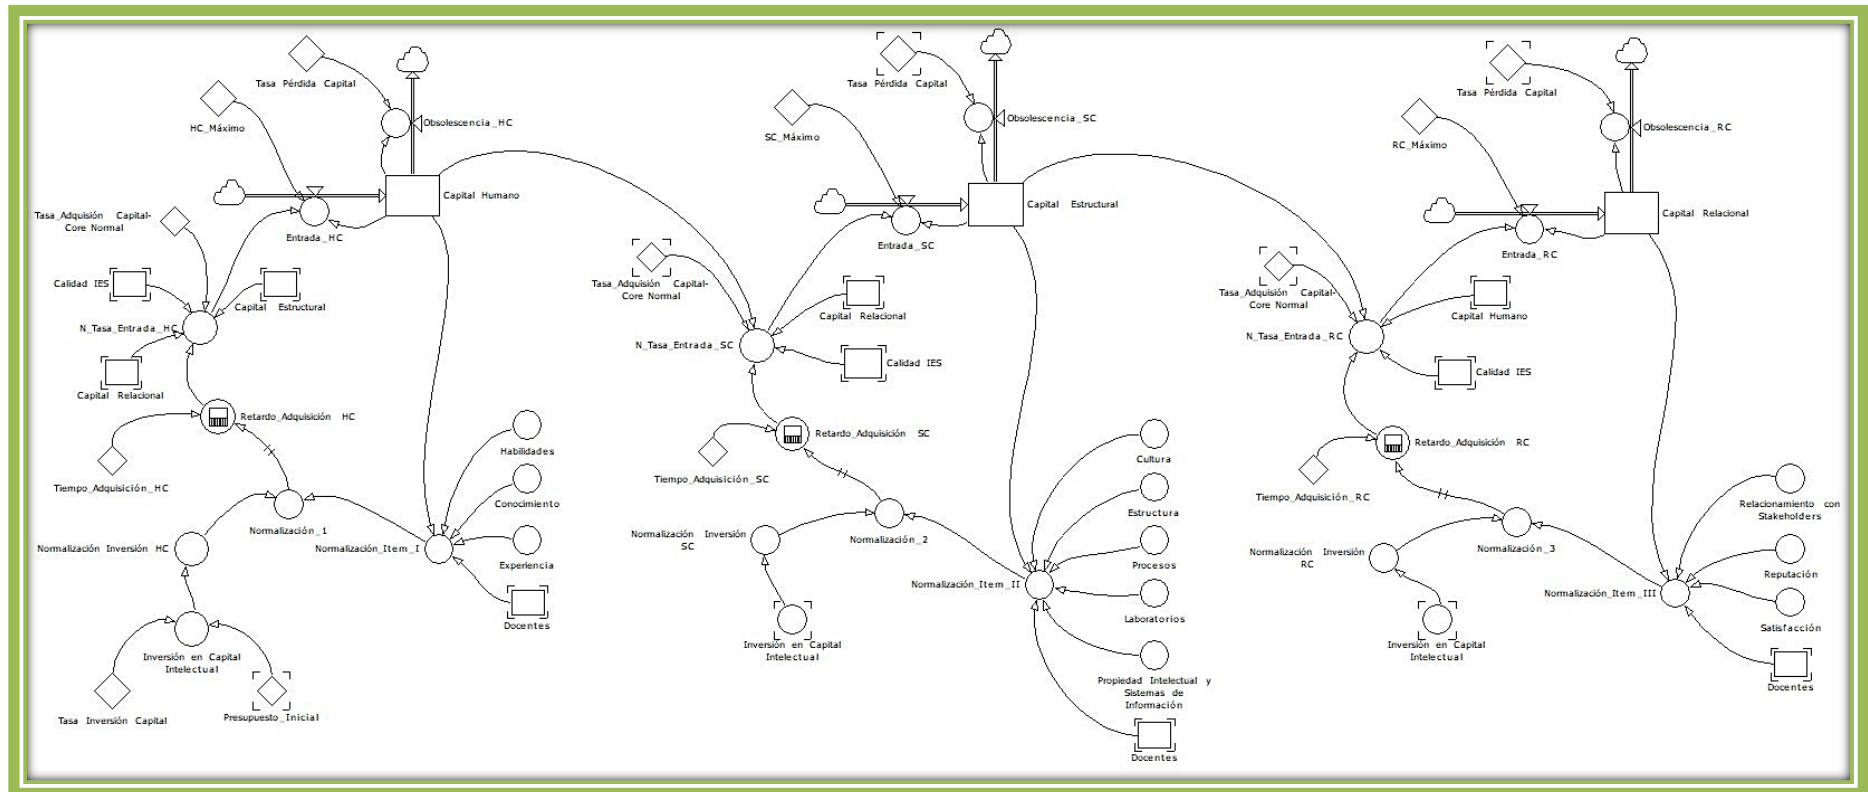 Tasa Pérdida Capital
HC_Máximo
Obsolescencia_HC
Capital Humano
Tasa_Adquisión Capital-
Core Normal
Entrada_HC
Calidad IES
Capital Estructural
N_Tasa_Entrada_HC
Capital Relacional
Retardo_Adquisición HC
Tiempo_Adquisición_HC
Habilidades
Conocimiento
Normalización_1
Normalización Inversión HC
Normalización_Item_I
Experiencia
Docentes
Inversión en Capital
Intelectual
Tasa Inversión Capital
Presupuesto_Inicial
Tasa Pérdida Capital
SC_Máximo
Obsolescencia_SC
Capital Estructural
Entrada_SC
Tasa_Adquisión Capital-
Core Normal
Capital Relacional
N_Tasa_Entrada_SC
Calidad IES
Retardo_Adquisición SC
Tiempo_Adquisición_SC
Cultura
Estructura
Normalización Inversión
SC
Normalización_2
Procesos
Normalización_Item_II
Laboratorios
Inversión en Capital
Intelectual
Propiedad Intelectual y
Sistemas de
Información
Docentes
Tasa Pérdida Capital
RC_Máximo
Obsolescencia_RC
Capital Relacional
Entrada_RC
Tasa_Adquisión Capital-
Core Normal
Capital Humano
N_Tasa_Entrada_RC
Calidad IES
Retardo_Adquisición RC
Tiempo_Adquisición_RC
Relacionamiento con
Stakeholders
Normalización Inversión
RC
Normalización_3
Reputación
Normalización_Item_III
Satisfacción
Inversión en Capital
Intelectual
Docentes